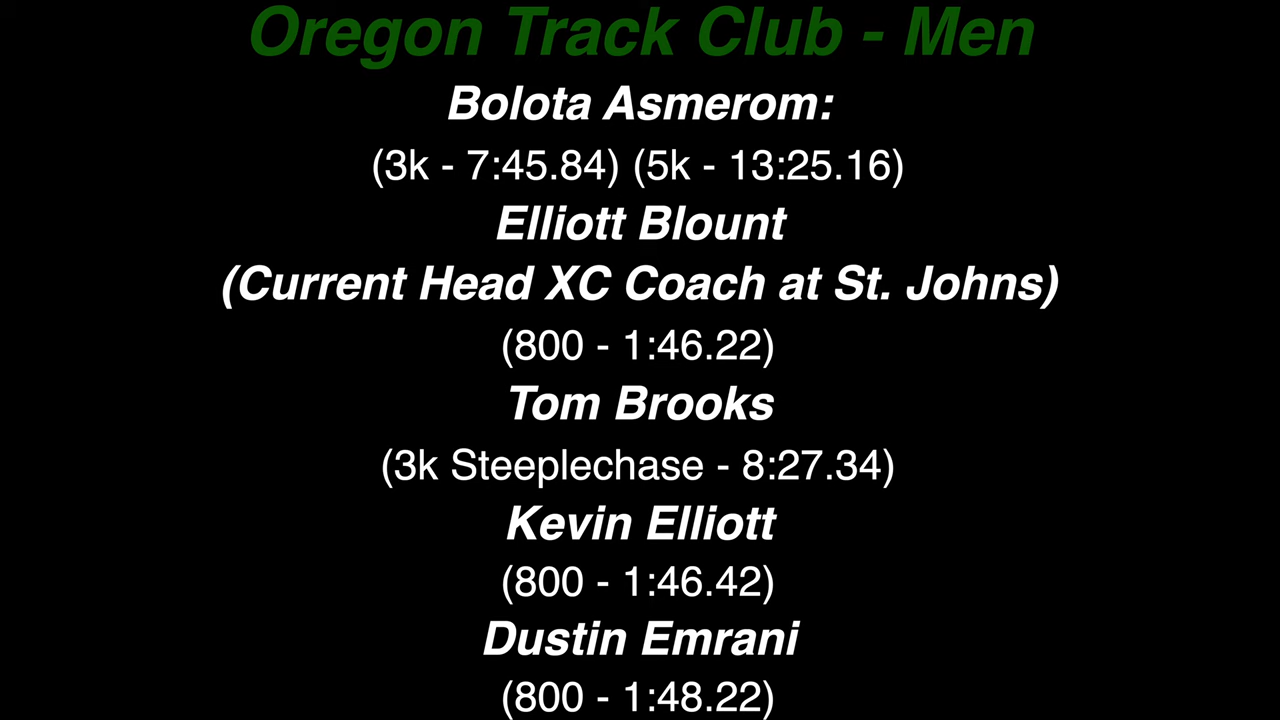 Oregon Track Club - Men
Bolota Asmerom:
(3k - 7:45.84) (5k - 13:25.16)
Elliott Blount
(Current Head XC Coach at St. Johns)
(800 - 1:46.22)
Tom Brooks
(3k Steeplechase - 8:27.34)
Kevin Elliott
(800 - 1:46.42)
Dustin Emrani
(800 - 1:48.22)